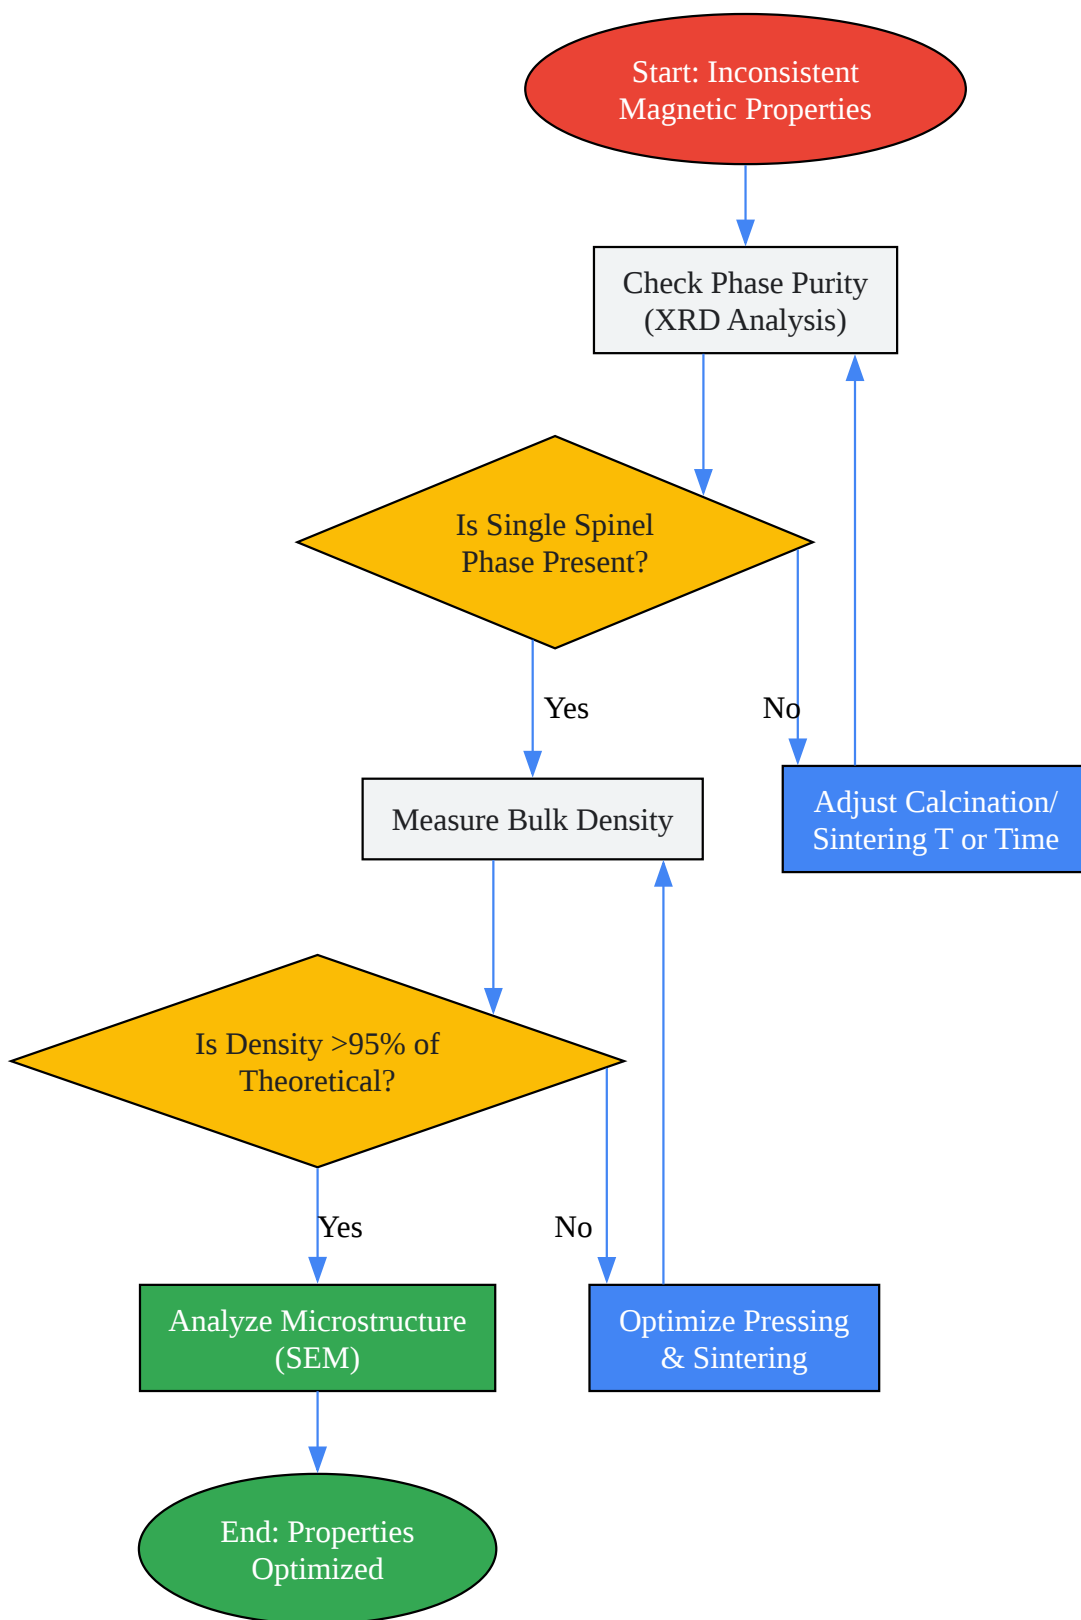 Start: Inconsistent
Magnetic Properties
Check Phase Purity
(XRD Analysis)
Is Single Spinel
Phase Present?
Yes
No
Adjust Calcination/
Sintering T or Time
Measure Bulk Density
Is Density >95% of
Theoretical?
Yes
No
Analyze Microstructure
(SEM)
Optimize Pressing
& Sintering
End: Properties
Optimized